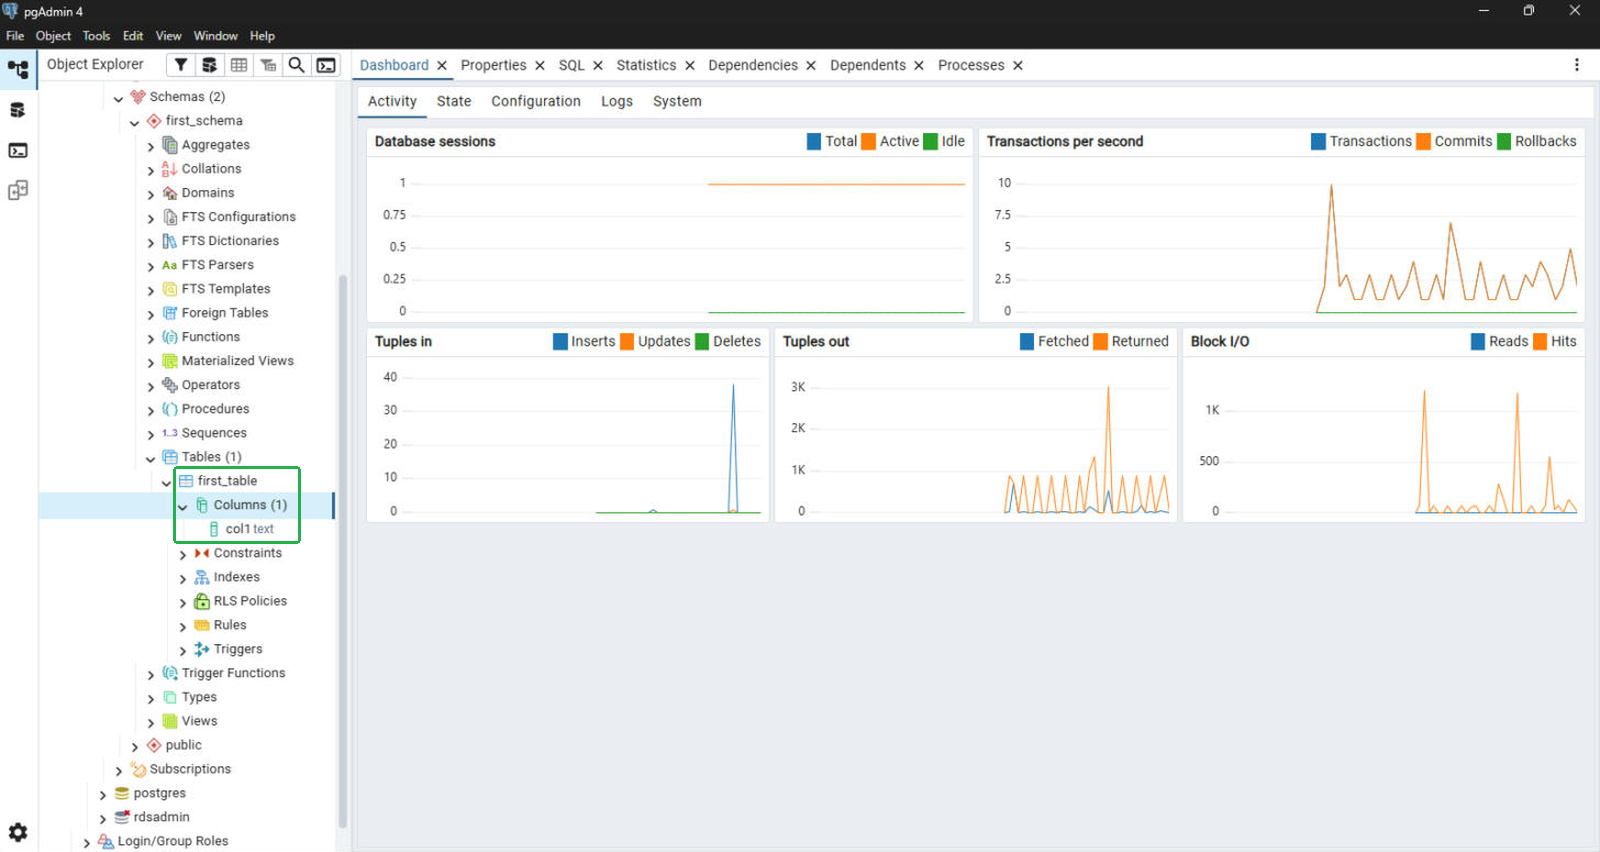 pgAdmin 4
File Object Tools Edit View Window Help
Object Explorer
Dashboard Properties SQL Statistics Dependencies Dependents Processes
Activity State Configuration Logs System
Schemas (2)
first_schema
Aggregates
Collations
Domains
FTS Configurations
FTS Dictionaries
Aa FTS Parsers
FTS Templates
Foreign Tables
Functions
Materialized Views
Operators
Procedures
1..3 Sequences
Tables (1)
first_table
Columns (1)
col1 text
Constraints
Indexes
RLS Policies
Rules
Triggers
Trigger Functions
Types
Views
public
Subscriptions
postgres
rdsadmin
Login/Group Roles
Database sessions Total Active Idle
1
0.75
0.5
0.25
0
Transactions per second Transactions Commits Rollbacks
10
7.5
5
2.5
0
Tuples in Inserts Updates Deletes
40
30
20
10
0
Tuples out Fetched Returned
3K
2K
1K
0
Block I/O Reads Hits
1K
500
0